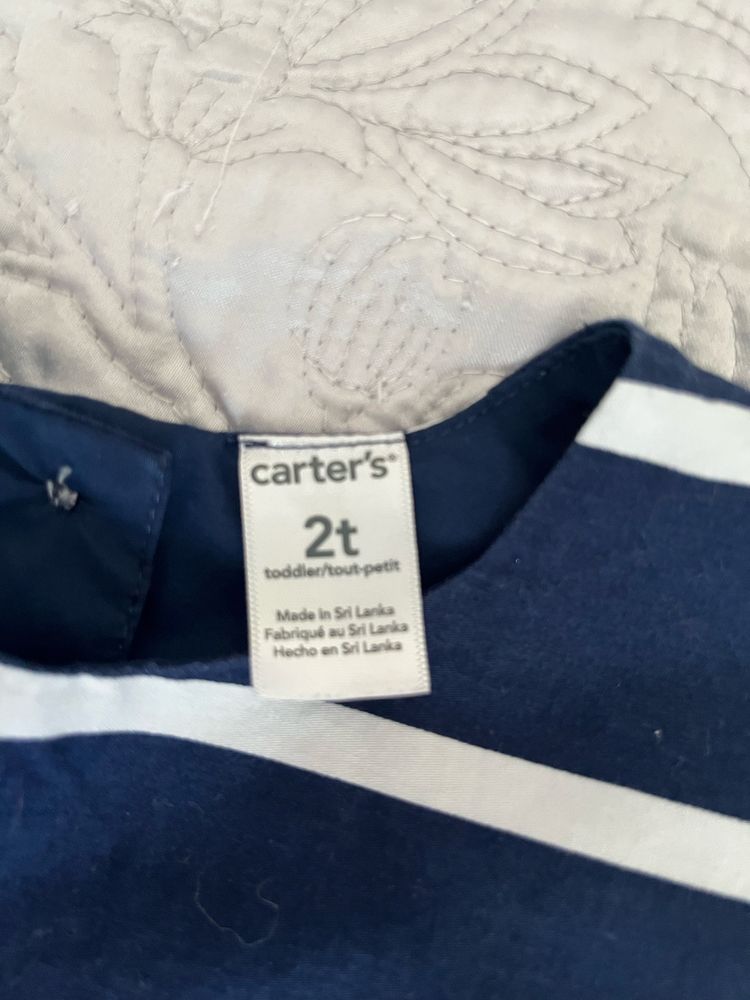 carter's®
2t
toddler/tout-petit
Made in Sri Lanka
Fabriqué au Sri Lanka
Hecho en Sri Lanka